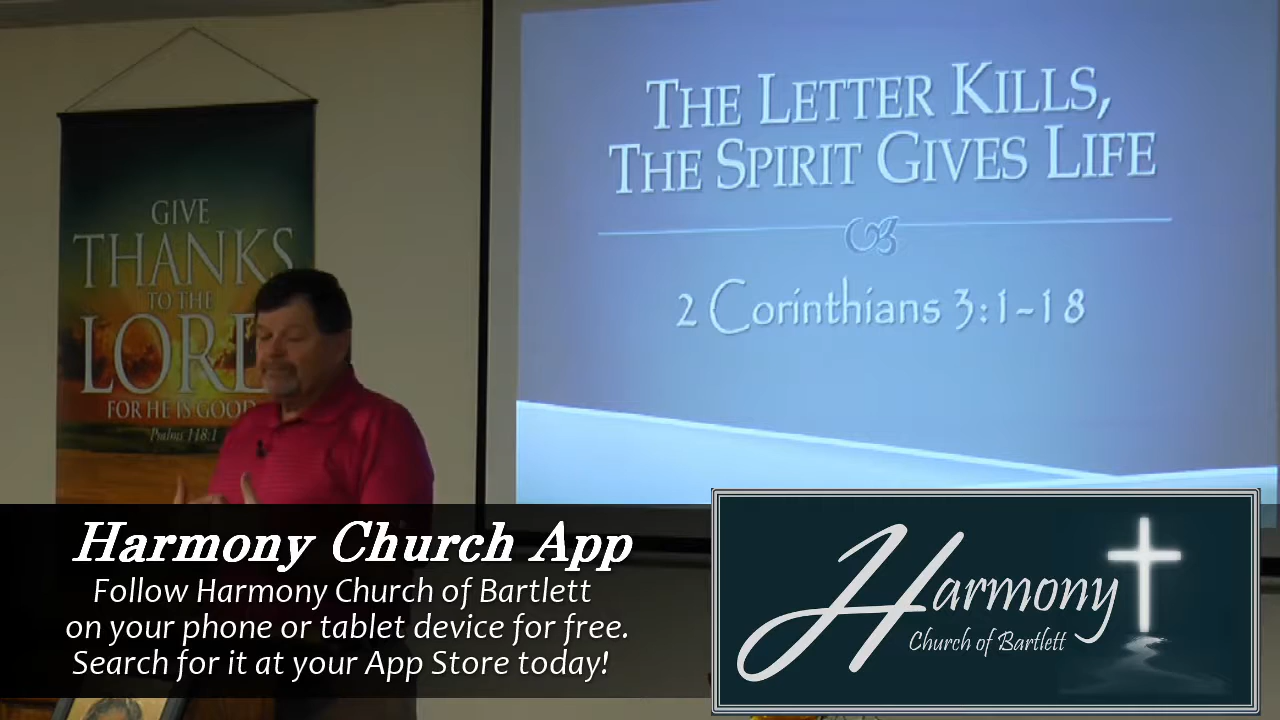 GIVE
THANKS
TO THE
LORD
FOR HE IS GOOD
Psalms 118:1
THE LETTER KILLS,
THE SPIRIT GIVES LIFE
2 Corinthians 3:1-18
Harmony Church App
Follow Harmony Church of Bartlett
on your phone or tablet device for free.
Search for it at your App Store today!
Harmony
Church of Bartlett